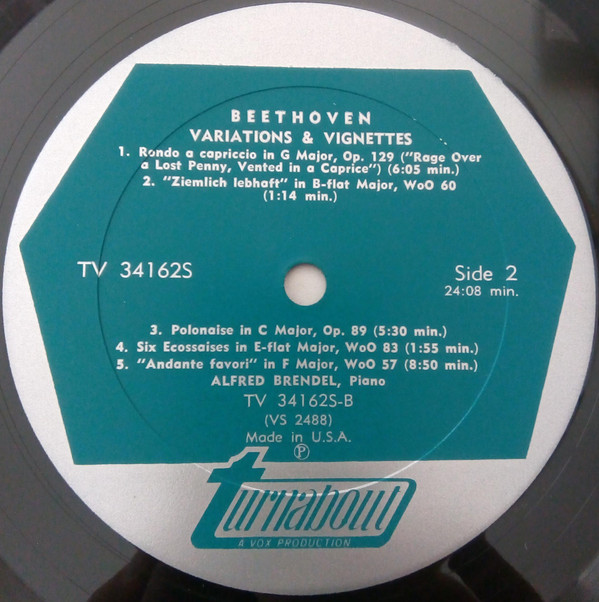 BEETHOVEN
VARIATIONS & VIGNETTES
1. Rondo a capriccio in G Major, Op. 129 ("Rage Over
a Lost Penny, Vented in a Caprice") (6:05 min.)
2. "Ziemlich lebhaft" in B-flat Major, WoO 60
(1:14 min.)
TV 34162S
Side 2
24:08 min.
3. Polonaise in C Major, Op. 89 (5:30 min.)
4. Six Ecossaises in E-flat Major, WoO 83 (1:55 min.)
5. "Andante favori" in F Major, WoO 57 (8:50 min.)
ALFRED BRENDEL, Piano
TV 34162S-B
(VS 2488)
Made in U.S.A.
℗
turnabout
A VOX PRODUCTION